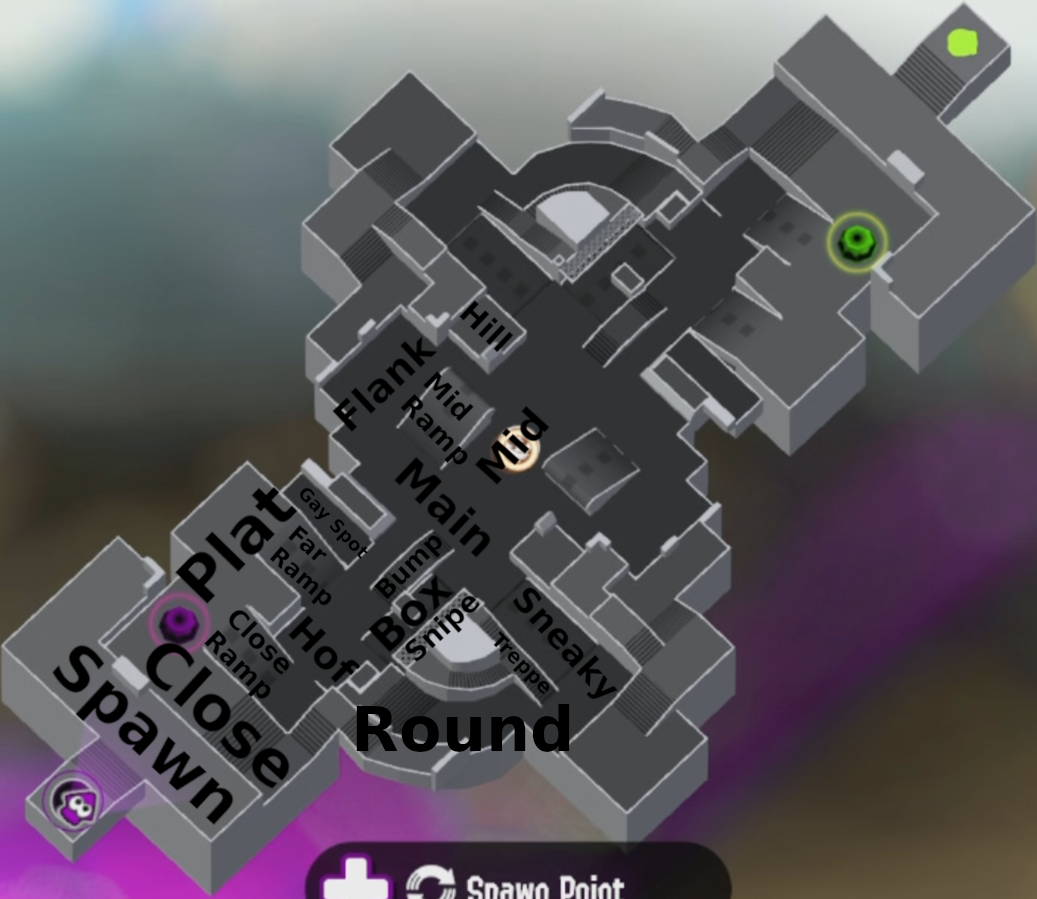 Hill
Flank
Mid
Ramp
Mid
Main
Gay Spot
Plat
Far
Ramp
Bump
Box
Snipe
Sneaky
Treppe
Close
Ramp
Hof
Close
Spawn
Round
Spawn Point